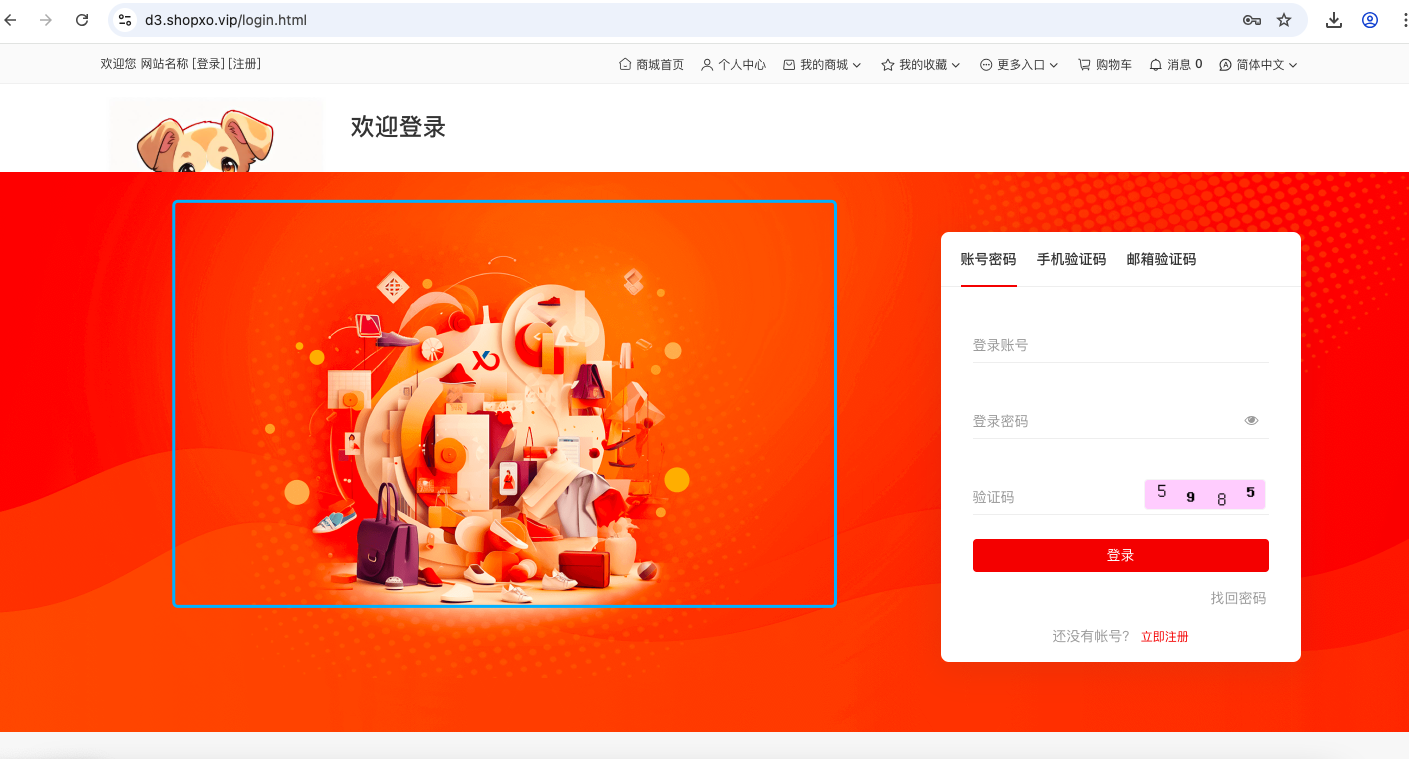 d3.shopxo.vip/login.html
欢迎您 网站名称 [登录] [注册]
商城首页 个人中心 我的商城 我的收藏 更多入口 购物车 消息 0 简体中文
欢迎登录
XO
账号密码 手机验证码 邮箱验证码
登录账号
登录密码
验证码 5 9 8 5
登录
找回密码
还没有帐号? 立即注册